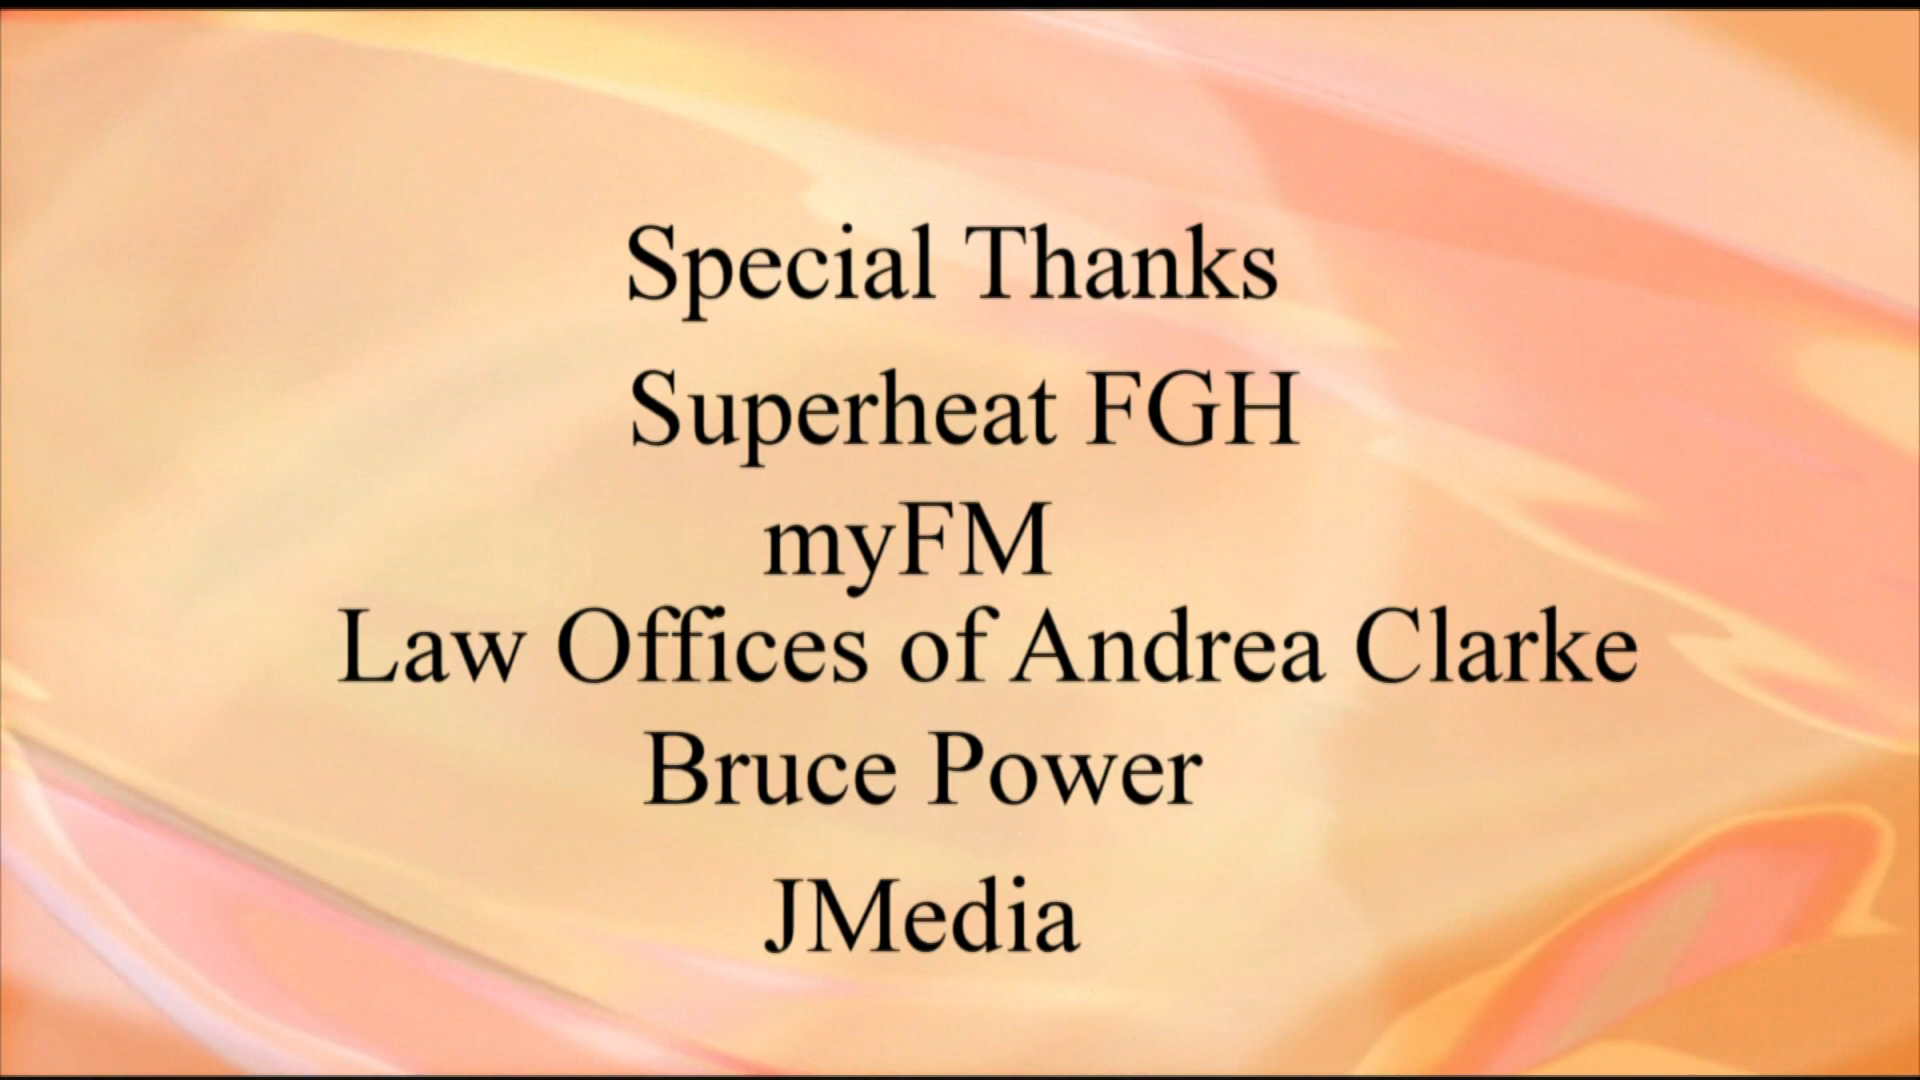 Special Thanks
Superheat FGH
myFM
Law Offices of Andrea Clarke
Bruce Power
JMedia